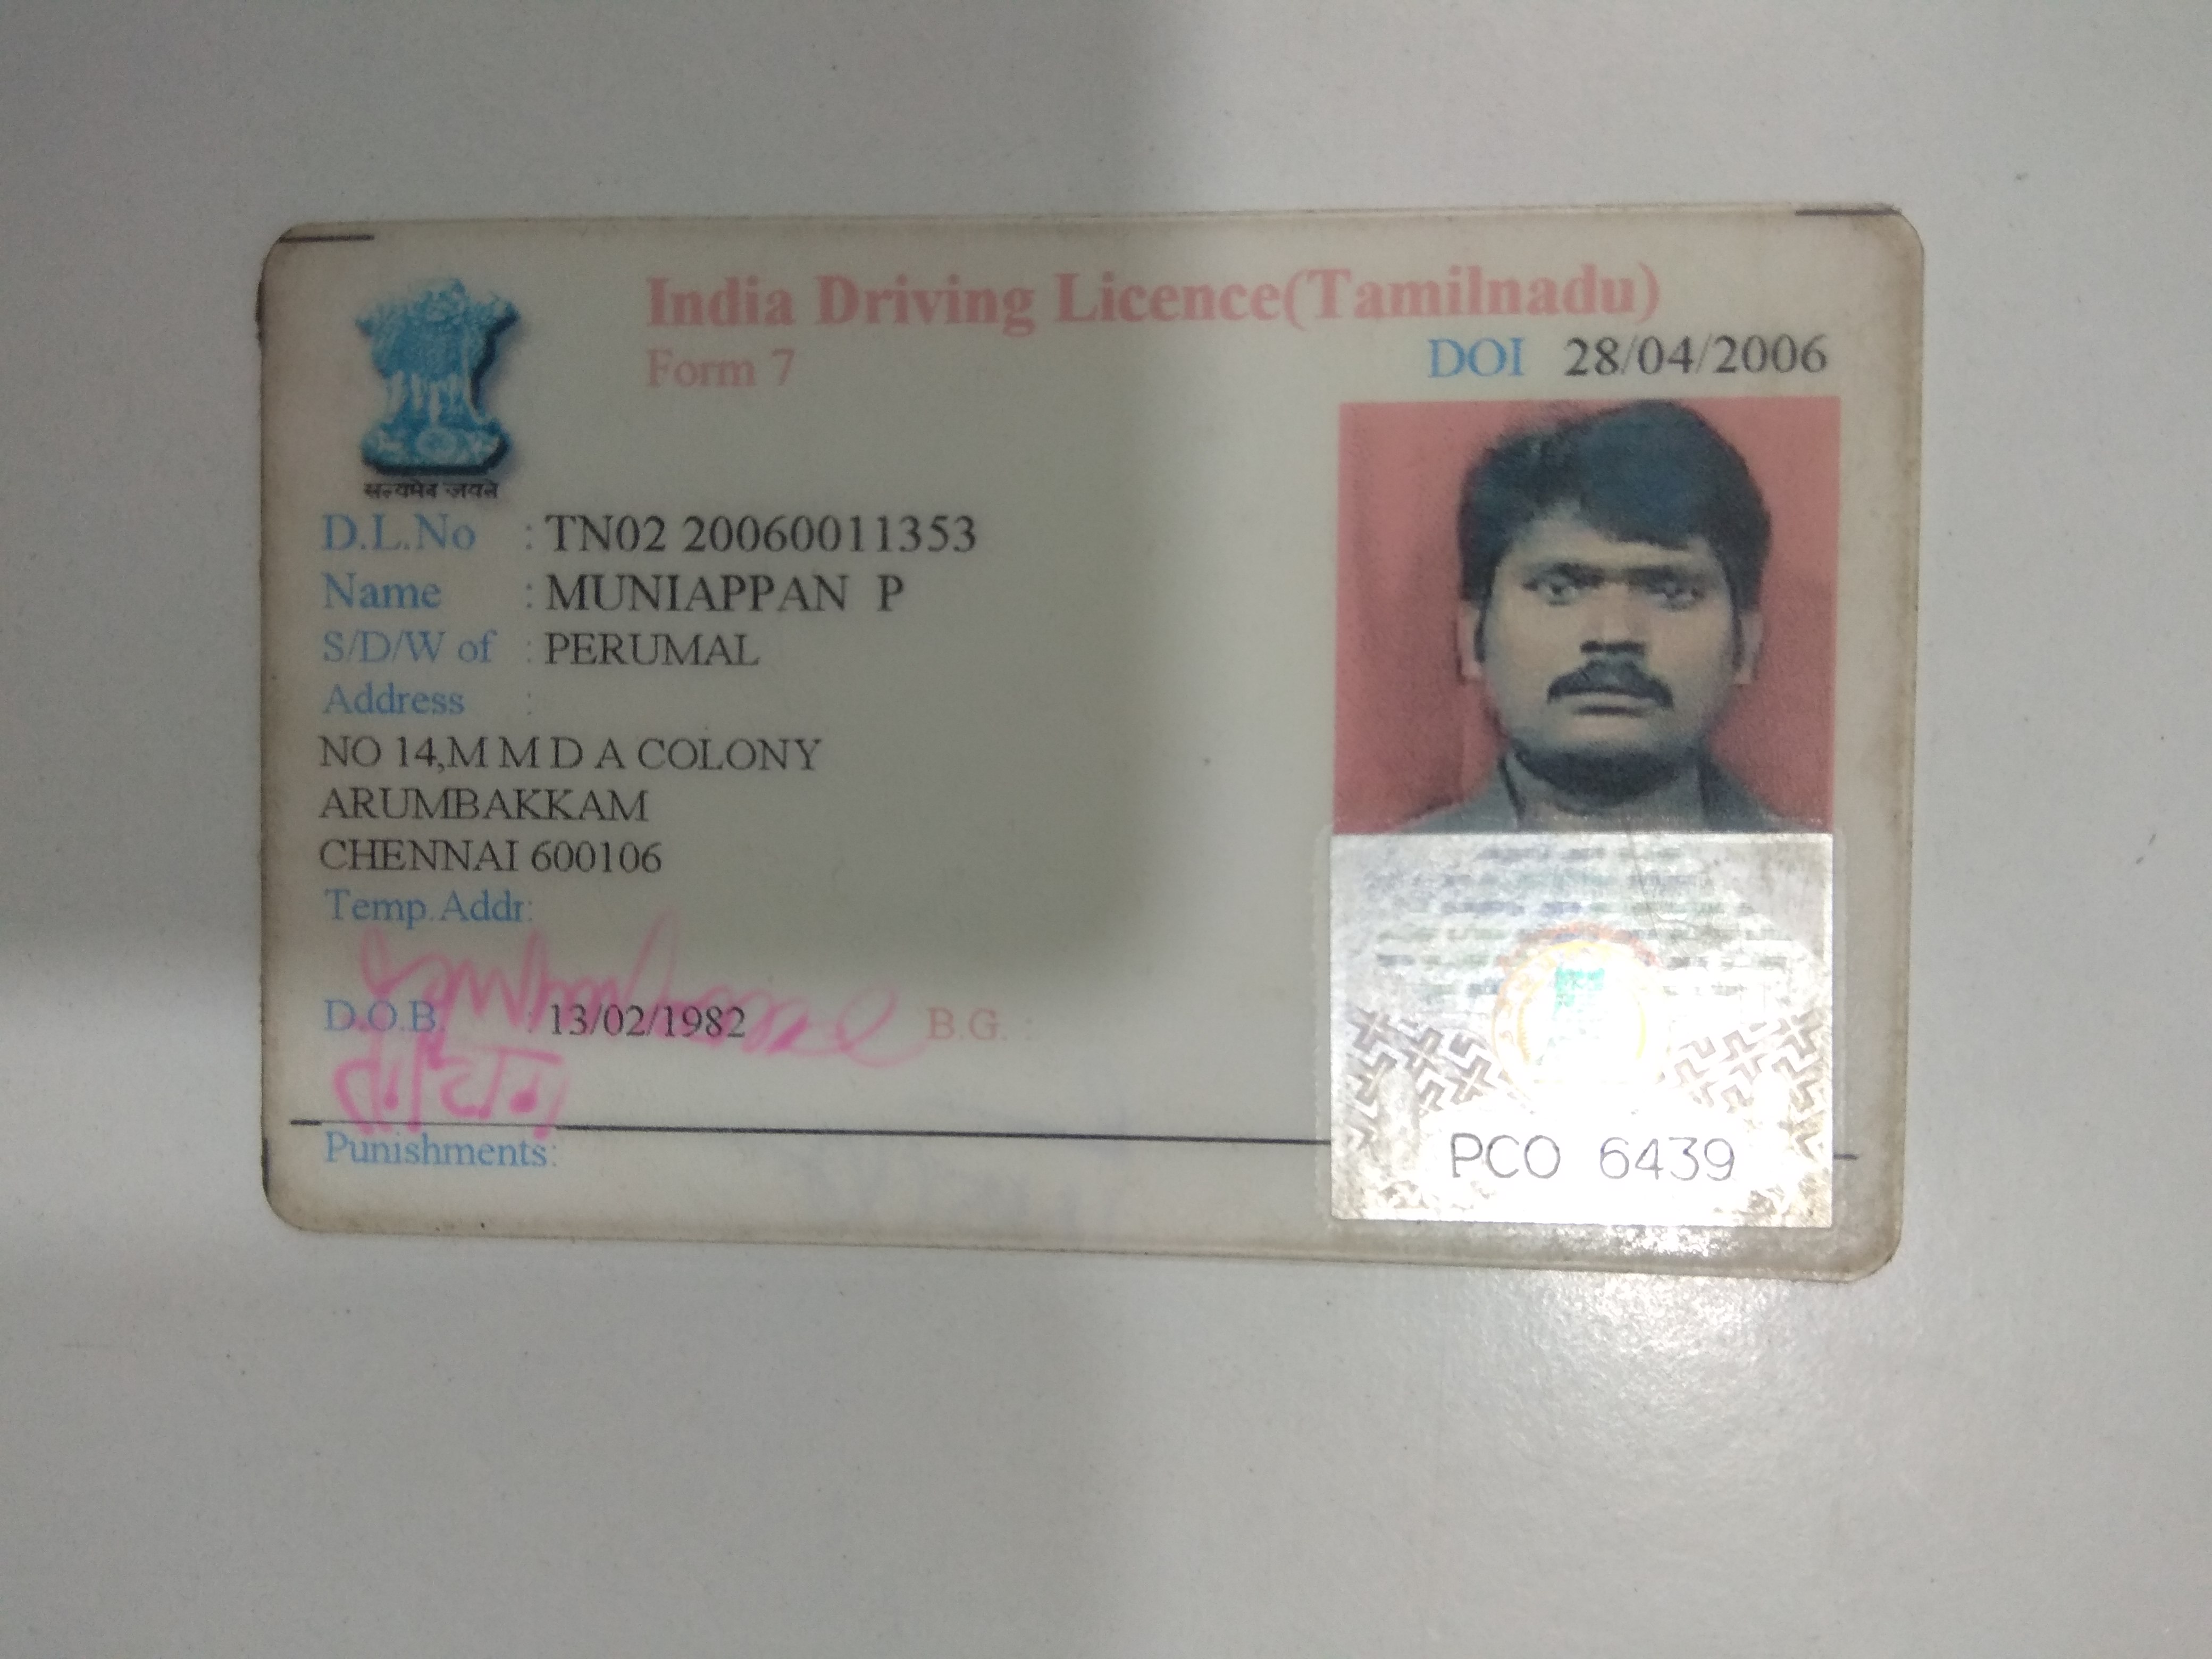 India Driving Licence(Tamilnadu)
Form 7
DOI 28/04/2006
सत्यमेव जयते
D.L.No : TN02 20060011353
Name : MUNIAPPAN P
S/D/W of : PERUMAL
Address :
NO 14,M M D A COLONY
ARUMBAKKAM
CHENNAI 600106
Temp.Addr:
D.O.B. : 13/02/1982 B.G. :
Punishments:
PCO 6439